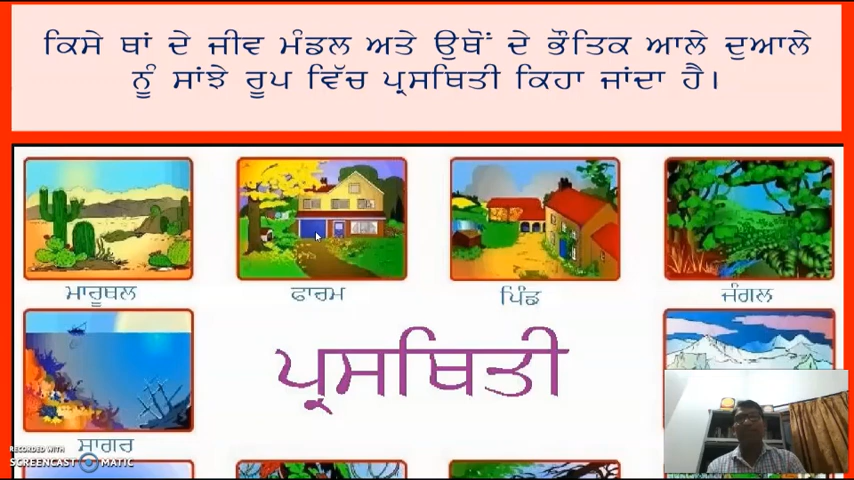 ਕਿਸੇ ਥਾਂ ਦੇ ਜੀਵ ਮੰਡਲ ਅਤੇ ਉਥੋਂ ਦੇ ਭੌਤਿਕ ਆਲੇ ਦੁਆਲੇ
ਨੂੰ ਸਾਂਝੇ ਰੂਪ ਵਿੱਚ ਪ੍ਰਸਥਿਤੀ ਕਿਹਾ ਜਾਂਦਾ ਹੈ।
ਮਾਰੂਥਲ ਫਾਰਮ ਪਿੰਡ ਜੰਗਲ
ਪ੍ਰਸਥਿਤੀ
ਸਾਗਰ
RECORDED WITH
SCREENCAST MATIC